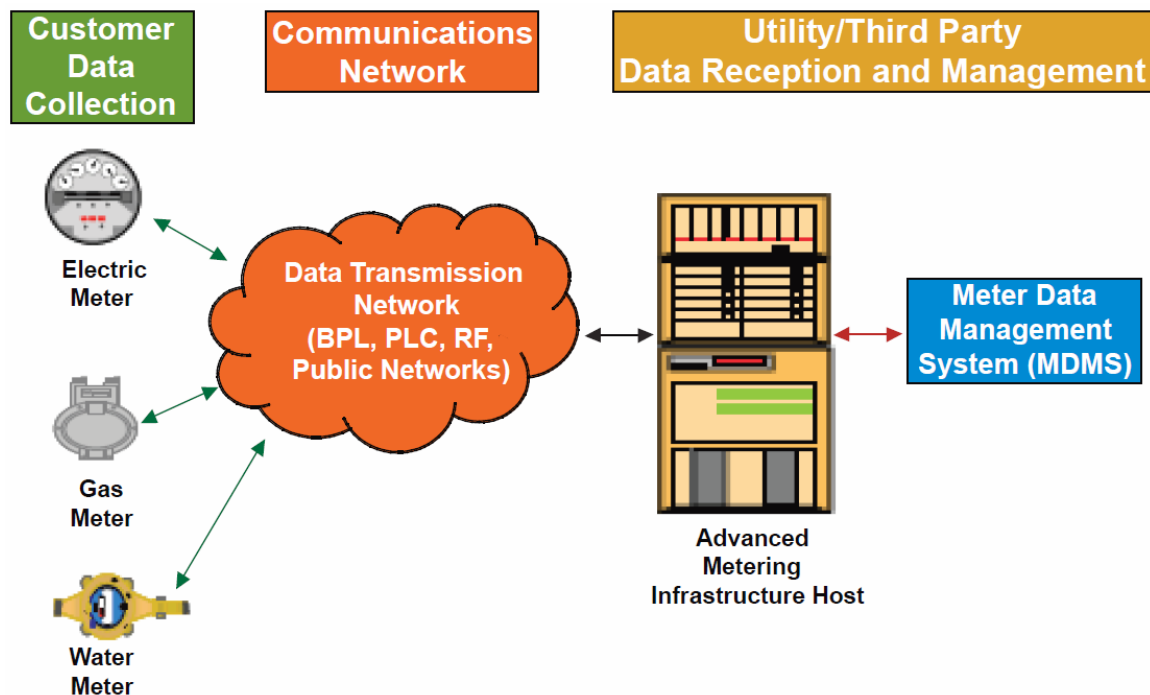 Customer
Data
Collection
Communications
Network
Utility/Third Party
Data Reception and Management
Electric
Meter
Data Transmission
Network
(BPL, PLC, RF,
Public Networks)
Meter Data
Management
System (MDMS)
Gas
Meter
Advanced
Metering
Infrastructure Host
Water
Meter